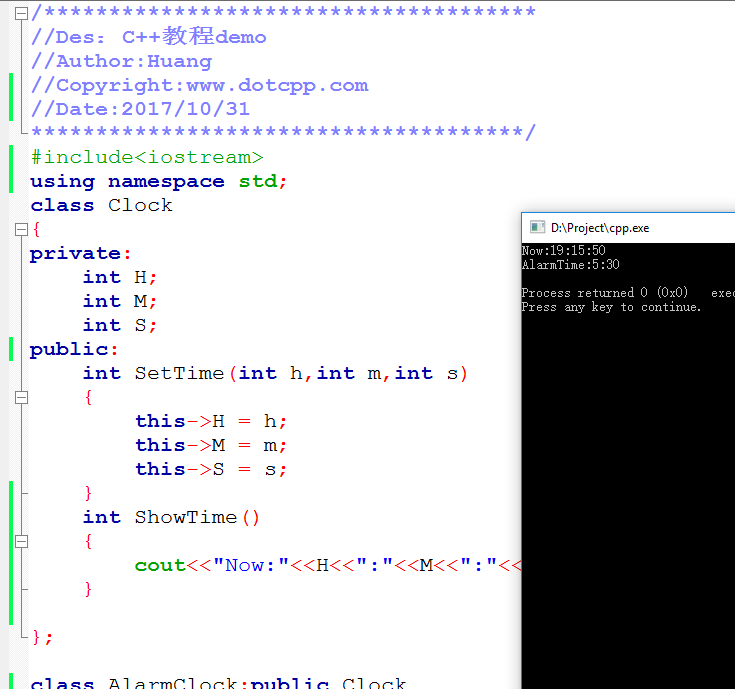 /**************************************
//Des: C++教程demo
//Author:Huang
//Copyright:www.dotcpp.com
//Date:2017/10/31
**************************************/
#include<iostream>
using namespace std;
class Clock
{
private:
int H;
int M;
int S;
public:
int SetTime(int h,int m,int s)
{
this->H = h;
this->M = m;
this->S = s;
}
int ShowTime()
{
cout<<"Now:"<<H<<":"<<M<<":"<<
}
};
class AlarmClock:public Clock
D:\Project\cpp.exe
Now:19:15:50
AlarmTime:5:30
Process returned 0 (0x0) exec
Press any key to continue.